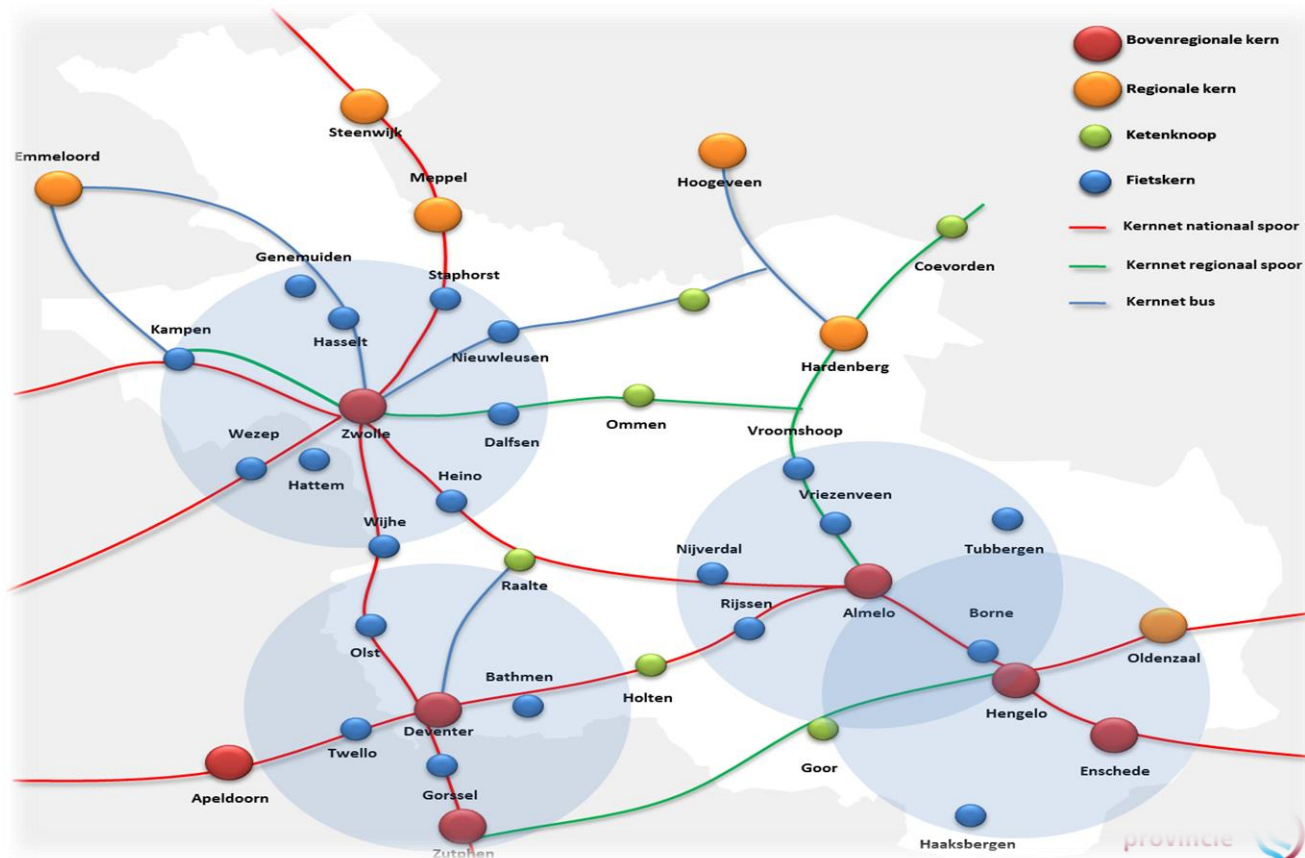 Bovenregionale kern
Regionale kern
Steenwijk
Ketenknoop
Emmeloord
Meppel
Hoogeveen
Fietskern
Kernnet nationaal spoor
Genemuiden
Staphorst
Coevorden
Kernnet regionaal spoor
Kernnet bus
Kampen
Hasselt
Nieuwleusen
Hardenberg
Wezep
Zwolle
Dalfsen
Ommen
Vroomshoop
Hattem
Heino
Vriezenveen
Wijhe
Nijverdal
Tubbergen
Raalte
Rijssen
Almelo
Borne
Olst
Bathmen
Oldenzaal
Holten
Hengelo
Deventer
Twello
Goor
Enschede
Apeldoorn
Gorssel
Haaksbergen
provincie
Zutphen